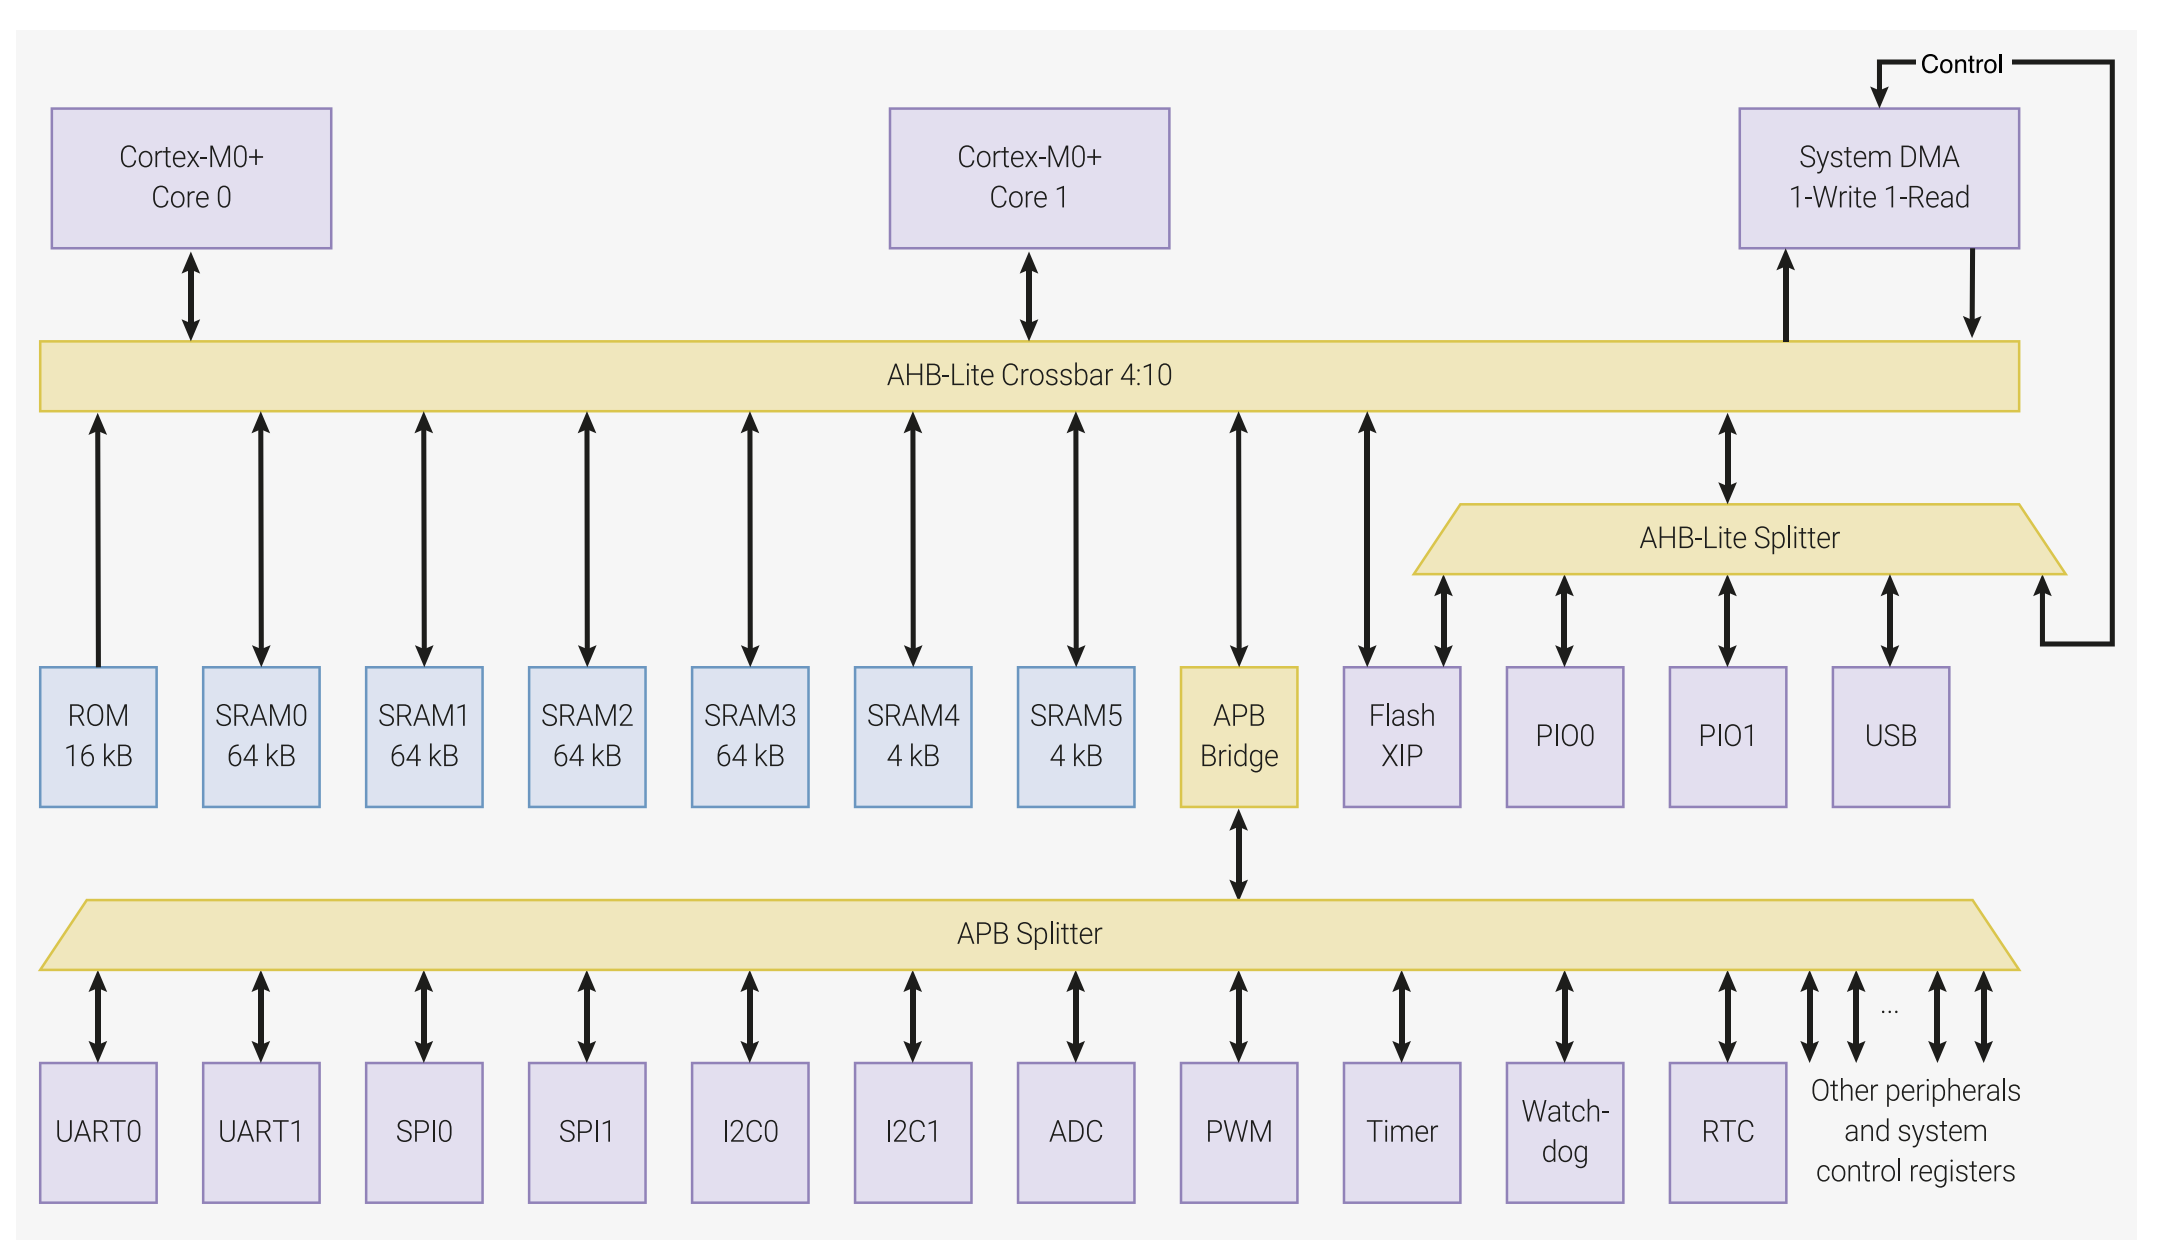 Control
Cortex-M0+
Core 0
Cortex-M0+
Core 1
System DMA
1-Write 1-Read
AHB-Lite Crossbar 4:10
AHB-Lite Splitter
ROM
16 kB
SRAM0
64 kB
SRAM1
64 kB
SRAM2
64 kB
SRAM3
64 kB
SRAM4
4 kB
SRAM5
4 kB
APB
Bridge
Flash
XIP
PIO0
PIO1
USB
APB Splitter
...
UART0
UART1
SPI0
SPI1
I2C0
I2C1
ADC
PWM
Timer
Watch-
dog
RTC
Other peripherals
and system
control registers